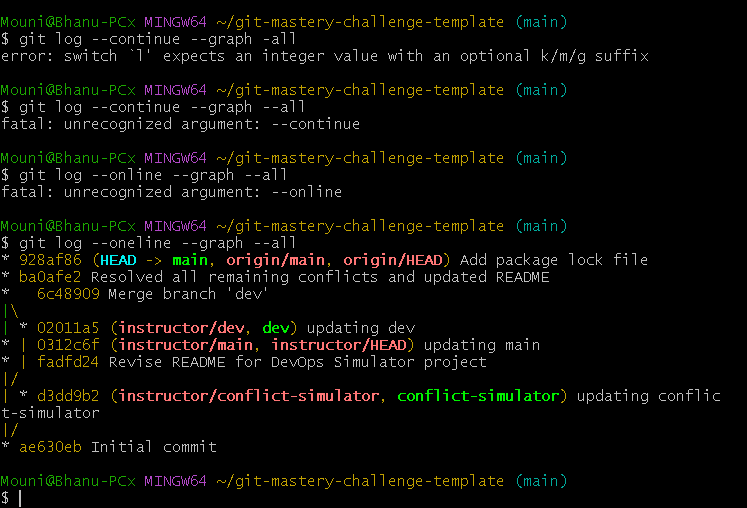 Mouni@Bhanu-PCx MINGW64 ~/git-mastery-challenge-template (main)
$ git log --continue --graph -all
error: switch `l' expects an integer value with an optional k/m/g suffix
Mouni@Bhanu-PCx MINGW64 ~/git-mastery-challenge-template (main)
$ git log --continue --graph --all
fatal: unrecognized argument: --continue
Mouni@Bhanu-PCx MINGW64 ~/git-mastery-challenge-template (main)
$ git log --online --graph --all
fatal: unrecognized argument: --online
Mouni@Bhanu-PCx MINGW64 ~/git-mastery-challenge-template (main)
$ git log --oneline --graph --all
* 928af86 (HEAD -> main, origin/main, origin/HEAD) Add package lock file
* ba0afe2 Resolved all remaining conflicts and updated README
*   6c48909 Merge branch 'dev'
|\
| * 02011a5 (instructor/dev, dev) updating dev
* | 0312c6f (instructor/main, instructor/HEAD) updating main
* | fadfd24 Revise README for DevOps Simulator project
|/
| * d3dd9b2 (instructor/conflict-simulator, conflict-simulator) updating conflic
t-simulator
|/
* ae630eb Initial commit
Mouni@Bhanu-PCx MINGW64 ~/git-mastery-challenge-template (main)
$